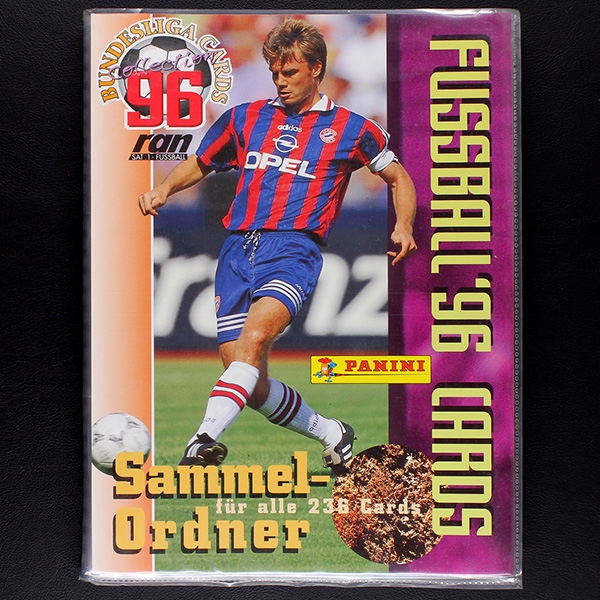 BUNDESLIGA CARDS
Collection
96
ran
SAT.1-FUSSBALL
adidas
OPEL
PANINI
Sammel-
für alle 236 Cards
Ordner
FUSSBALL '96 CARDS